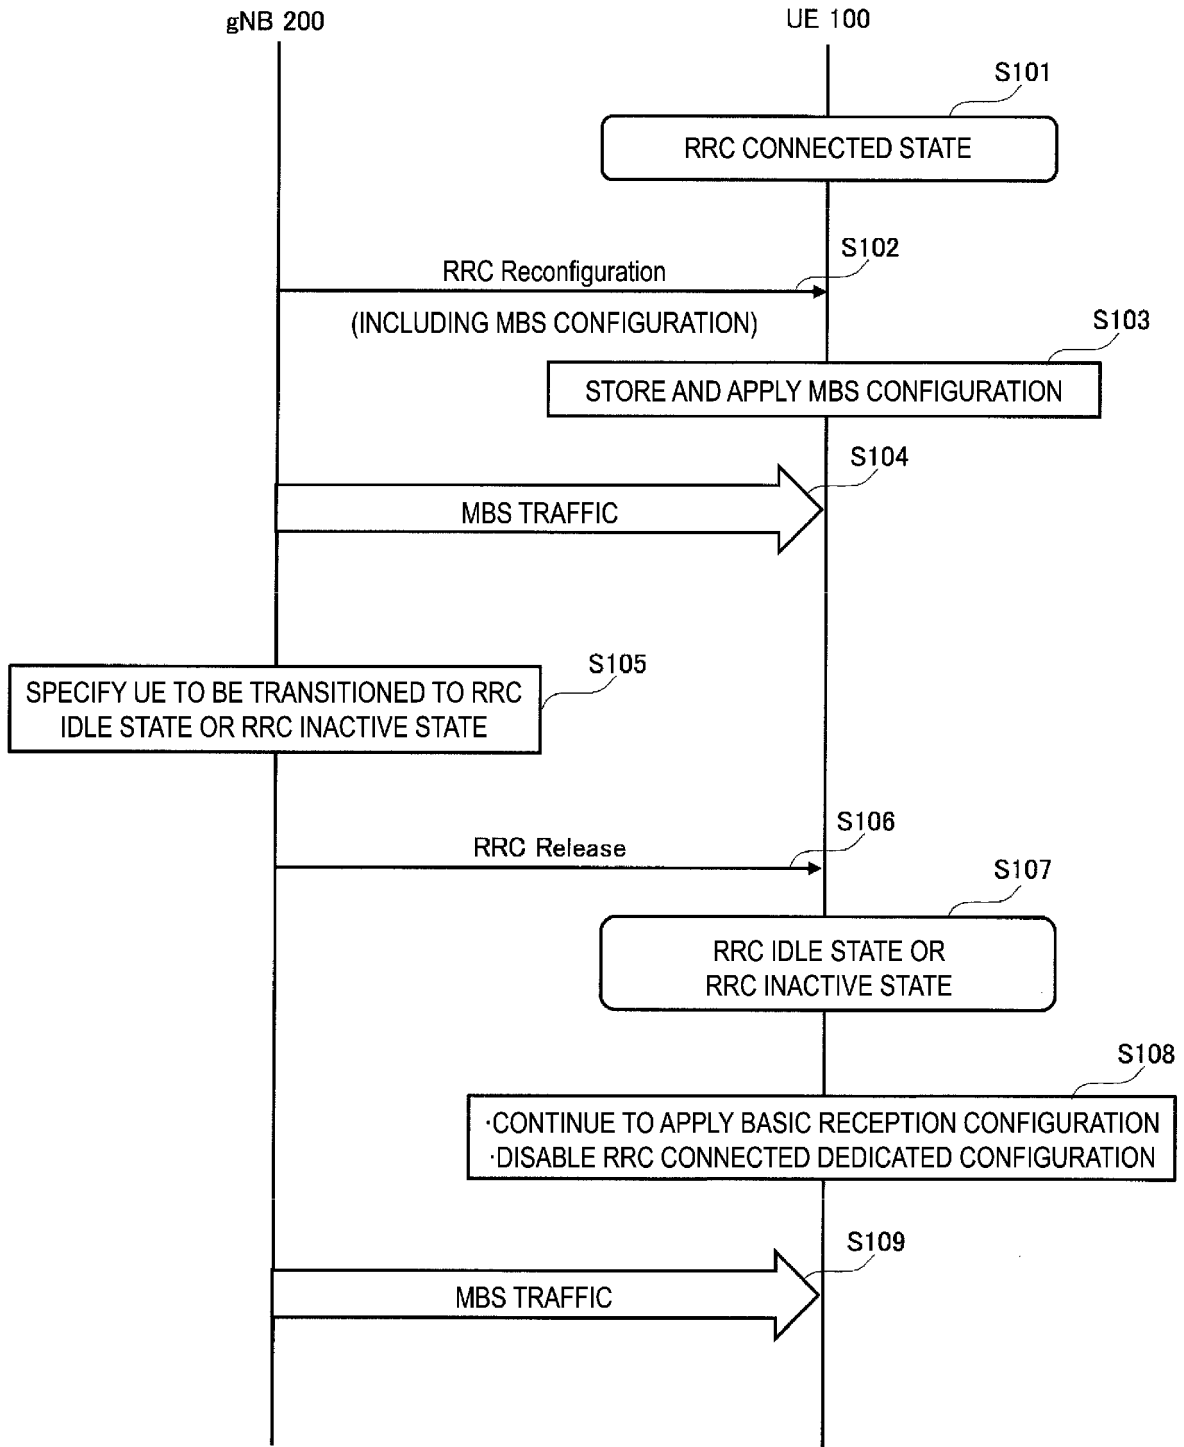 gNB 200
UE 100
S101
RRC CONNECTED STATE
S102
RRC Reconfiguration
(INCLUDING MBS CONFIGURATION)
S103
STORE AND APPLY MBS CONFIGURATION
S104
MBS TRAFFIC
S105
SPECIFY UE TO BE TRANSITIONED TO RRC
IDLE STATE OR RRC INACTIVE STATE
S106
RRC Release
S107
RRC IDLE STATE OR
RRC INACTIVE STATE
S108
·CONTINUE TO APPLY BASIC RECEPTION CONFIGURATION
·DISABLE RRC CONNECTED DEDICATED CONFIGURATION
S109
MBS TRAFFIC